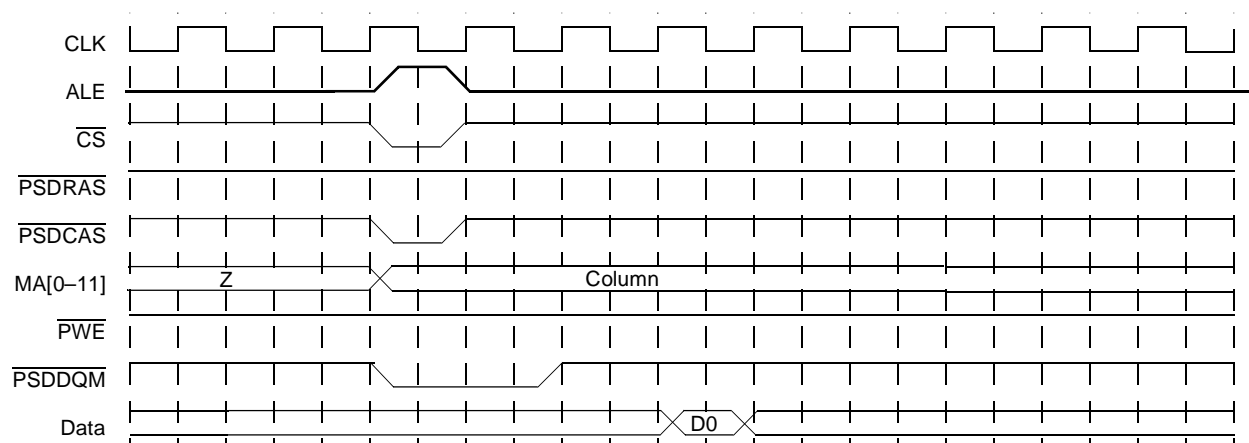 CLK
ALE
CS
PSDRAS
PSDCAS
MA[0–11]
Z
Column
PWE
PSDDQM
Data
D0